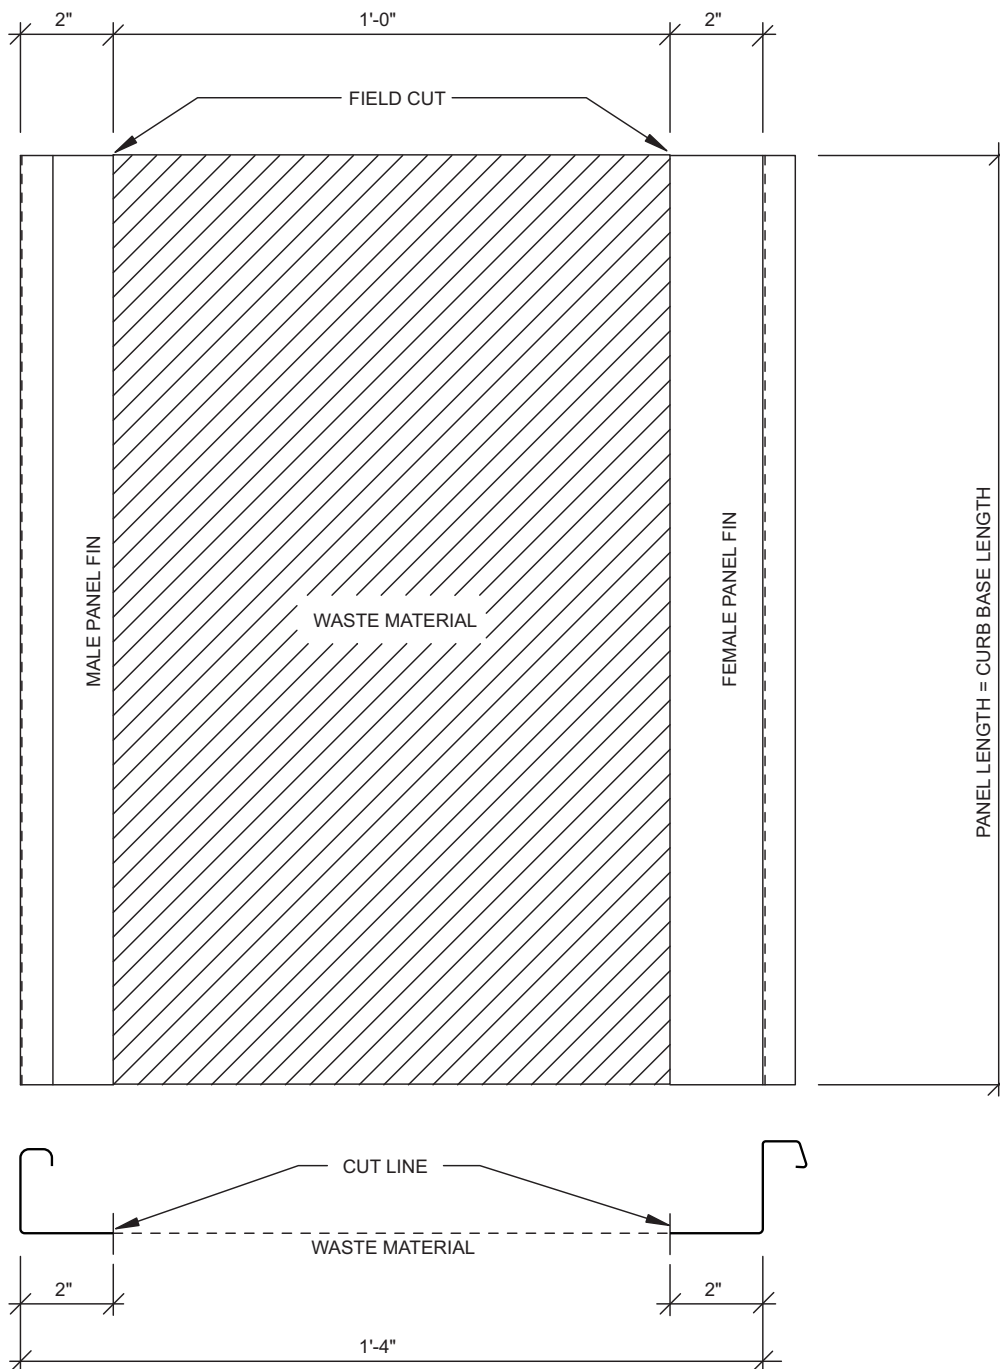 2"
1'-0"
2"
FIELD CUT
MALE PANEL FIN
WASTE MATERIAL
FEMALE PANEL FIN
PANEL LENGTH = CURB BASE LENGTH
CUT LINE
WASTE MATERIAL
2"
2"
1'-4"